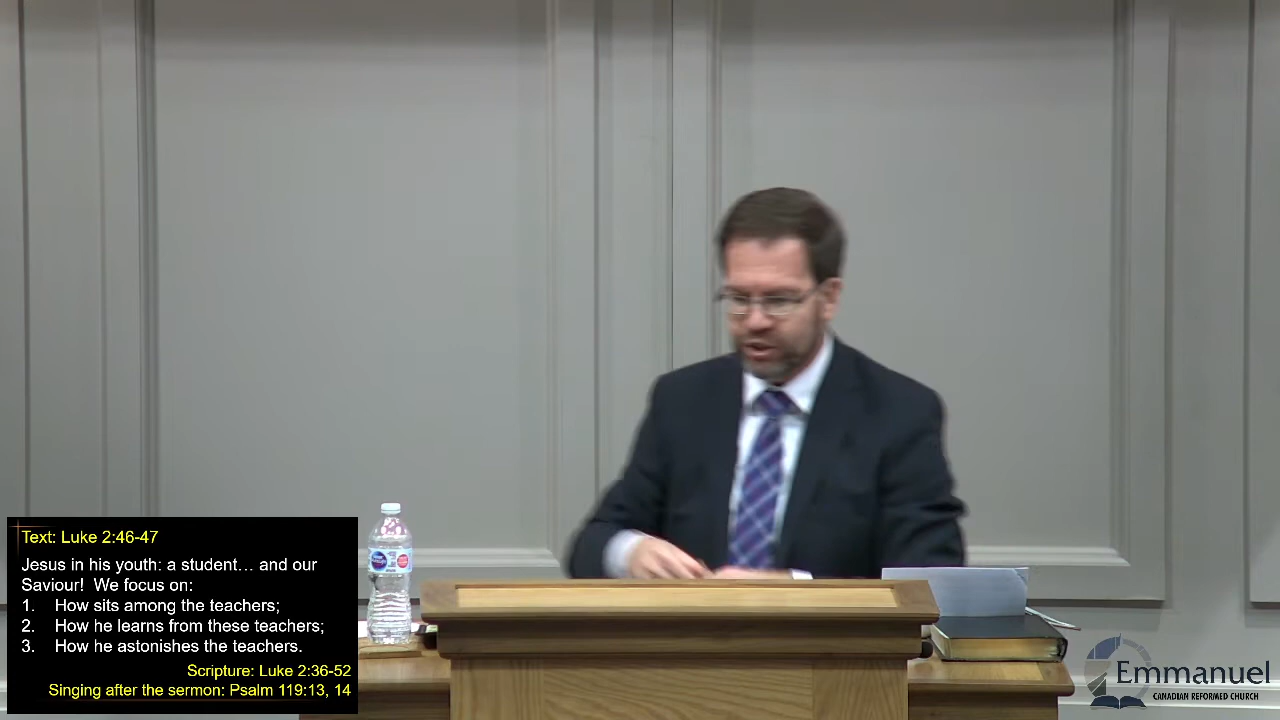 Text: Luke 2:46-47
Jesus in his youth: a student… and our
Saviour!  We focus on:
1. How sits among the teachers;
2. How he learns from these teachers;
3. How he astonishes the teachers.
Scripture: Luke 2:36-52
Singing after the sermon: Psalm 119:13, 14
Emmanuel
CANADIAN REFORMED CHURCH